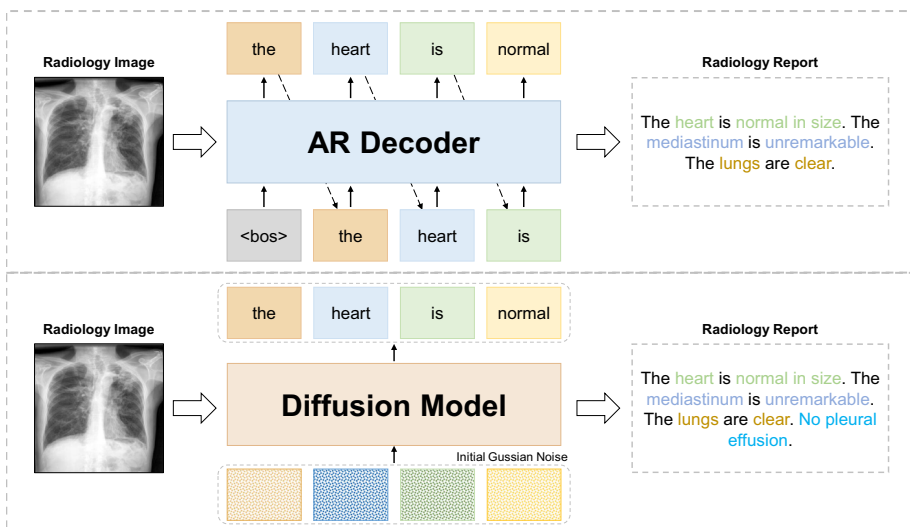 the heart is normal
Radiology Image
Radiology Report
AR Decoder
The heart is normal in size. The
mediastinum is unremarkable.
The lungs are clear.
<bos> the heart is
the heart is normal
Radiology Image
Radiology Report
Diffusion Model
The heart is normal in size. The
mediastinum is unremarkable.
The lungs are clear. No pleural
effusion.
Initial Gussian Noise